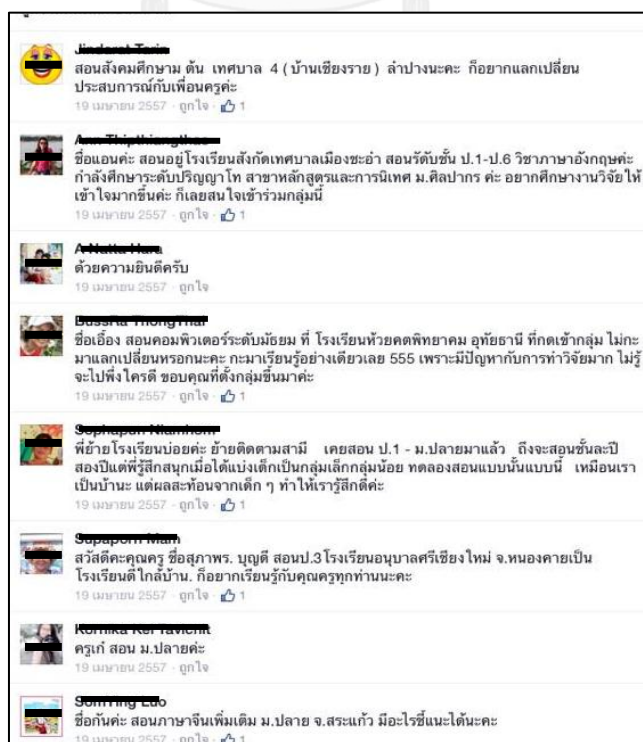 สอนสังคมศึกษาม ต้น เทศบาล 4 ( บ้านเชียงราย ) ลำปางนะคะ ก็อยากแลกเปลี่ยน
ประสบการณ์กับเพื่อนครูค่ะ
19 เมษายน 2557 · ถูกใจ · 1
ชื่อแอนค่ะ สอนอยู่โรงเรียนสังกัดเทศบาลเมืองชะอำ สอนรัดับชั้น ป.1-ป.6 วิชาภาษาอังกฤษค่ะ
กำลังศึกษาระดับปริญญาโท สาขาหลักสูตรและการนิเทศ ม.ศิลปากร ค่ะ อยากศึกษางานวิจัย ให้
เข้าใจมากขึ้นค่ะ ก็เลยสนใจเข้าร่วมกลุ่มนี้
19 เมษายน 2557 · ถูกใจ · 1
ด้วยความยินดีครับ
19 เมษายน 2557 · ถูกใจ
ชื่อเอื้อง สอนคอมพิวเตอร์ระดับมัธยม ที่ โรงเรียนห้วยคตพิทยาคม อุทัยธานี ที่กดเข้ากลุ่ม ไม่กะ
มาแลกเปลี่ยนหรอกนะคะ กะมาเรียนรู้อย่างเดียวเลย 555 เพราะมีปัญหากับการทำวิจัยมาก ไม่รู้
จะไปพึ่งใครดี ขอบคุณที่ตั้งกลุ่มขึ้นมาค่ะ
19 เมษายน 2557 · ถูกใจ · 1
พี่ย้ายโรงเรียนบ่อยค่ะ ย้ายติดตามสามี เคยสอน ป.1 - ม.ปลายมาแล้ว ถึงจะสอนชั้นละปี
สองปีแต่พี่รู้สึกสนุกเมื่อได้แบ่งเด็กเป็นกลุ่มเล็กกลุ่มน้อย ทดลองสอนแบบนั้นแบบนี้ เหมือนเรา
เป็นบ้านะ แต่ผลสะท้อนจากเด็ก ๆ ทำให้เรารู้สึกดีค่ะ
19 เมษายน 2557 · ถูกใจ · 1
สวัสดีคะคุณครู ชื่อสุภาพร. บุญดี สอนป.3โรงเรียนอนุบาลศรีเชียงใหม่ จ.หนองคายเป็น
โรงเรียนดี ใกล้บ้าน. ก็อยากเรียนรู้กับคุณครูทุกท่านนะคะ
19 เมษายน 2557 · ถูกใจ · 1
ครูเก๋ สอน ม.ปลายค่ะ
19 เมษายน 2557 · ถูกใจ
ชื่อกันค่ะ สอนภาษาจีนเพิ่มเติม ม.ปลาย จ.สระแก้ว มีอะไรชี้แนะได้นะคะ
19 เมษายน 2557 · ถูกใจ · 1